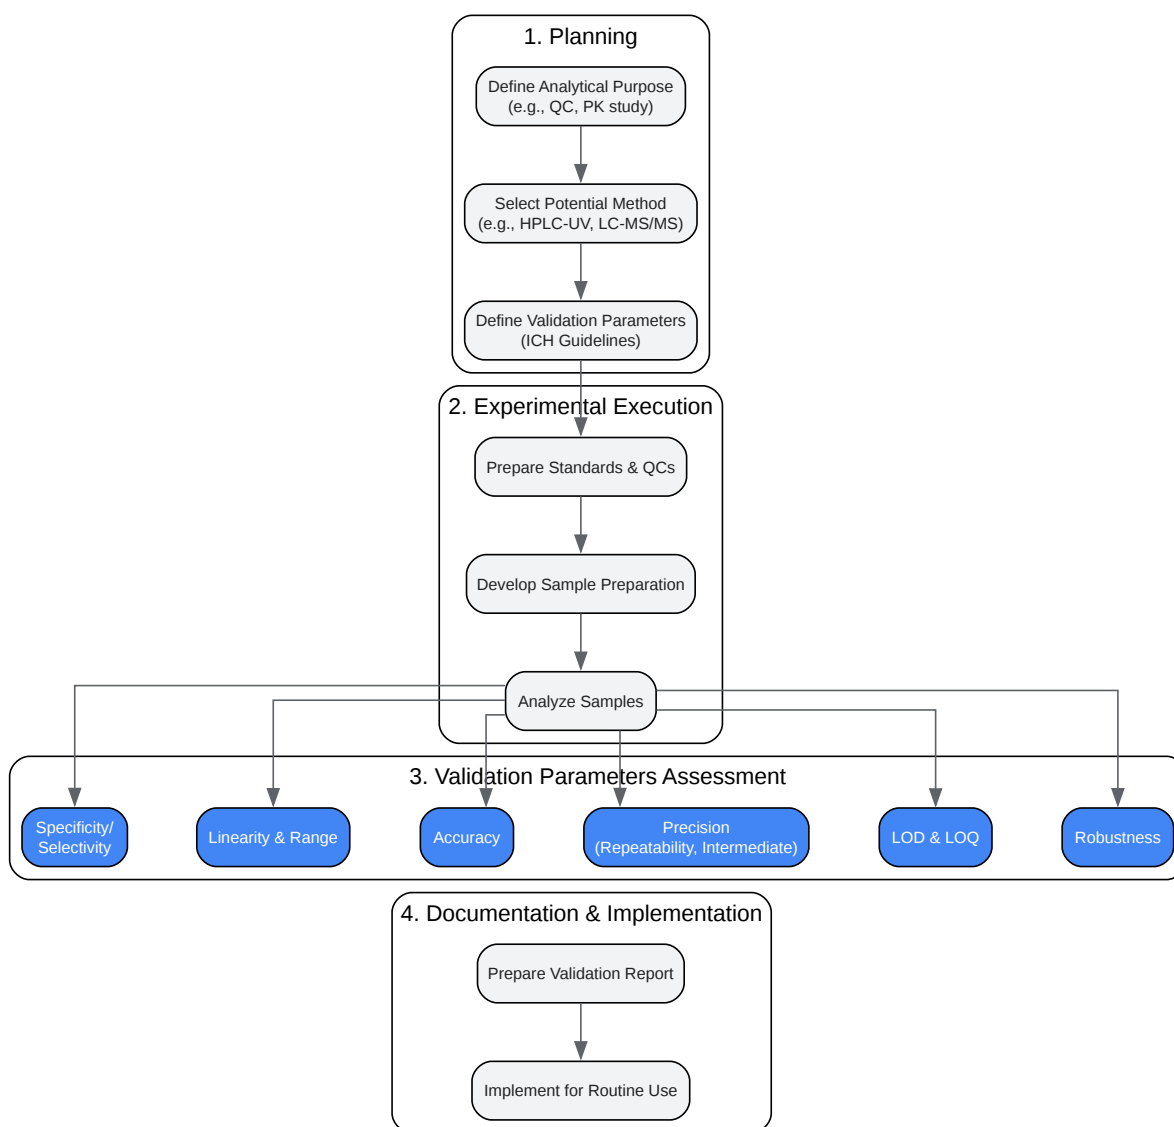 1. Planning
Define Analytical Purpose
(e.g., QC, PK study)
Select Potential Method
(e.g., HPLC-UV, LC-MS/MS)
Define Validation Parameters
(ICH Guidelines)
2. Experimental Execution
Prepare Standards & QCs
Develop Sample Preparation
Analyze Samples
3. Validation Parameters Assessment
Specificity/
Selectivity
Linearity & Range
Accuracy
Precision
(Repeatability, Intermediate)
LOD & LOQ
Robustness
4. Documentation & Implementation
Prepare Validation Report
Implement for Routine Use